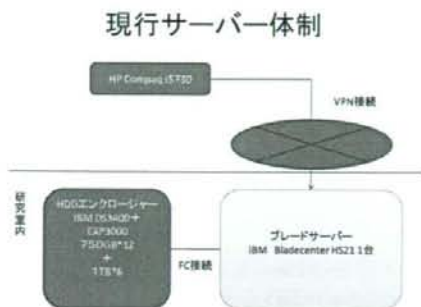 現行サーバー体制
HP Compaq t5730
VPN接続
研究室内
HDDエンクロージャー
IBM DS3400+
EXP3000
750GB*12
+
1TB*6
FC接続
ブレードサーバー
IBM Bladecenter HS21 1台